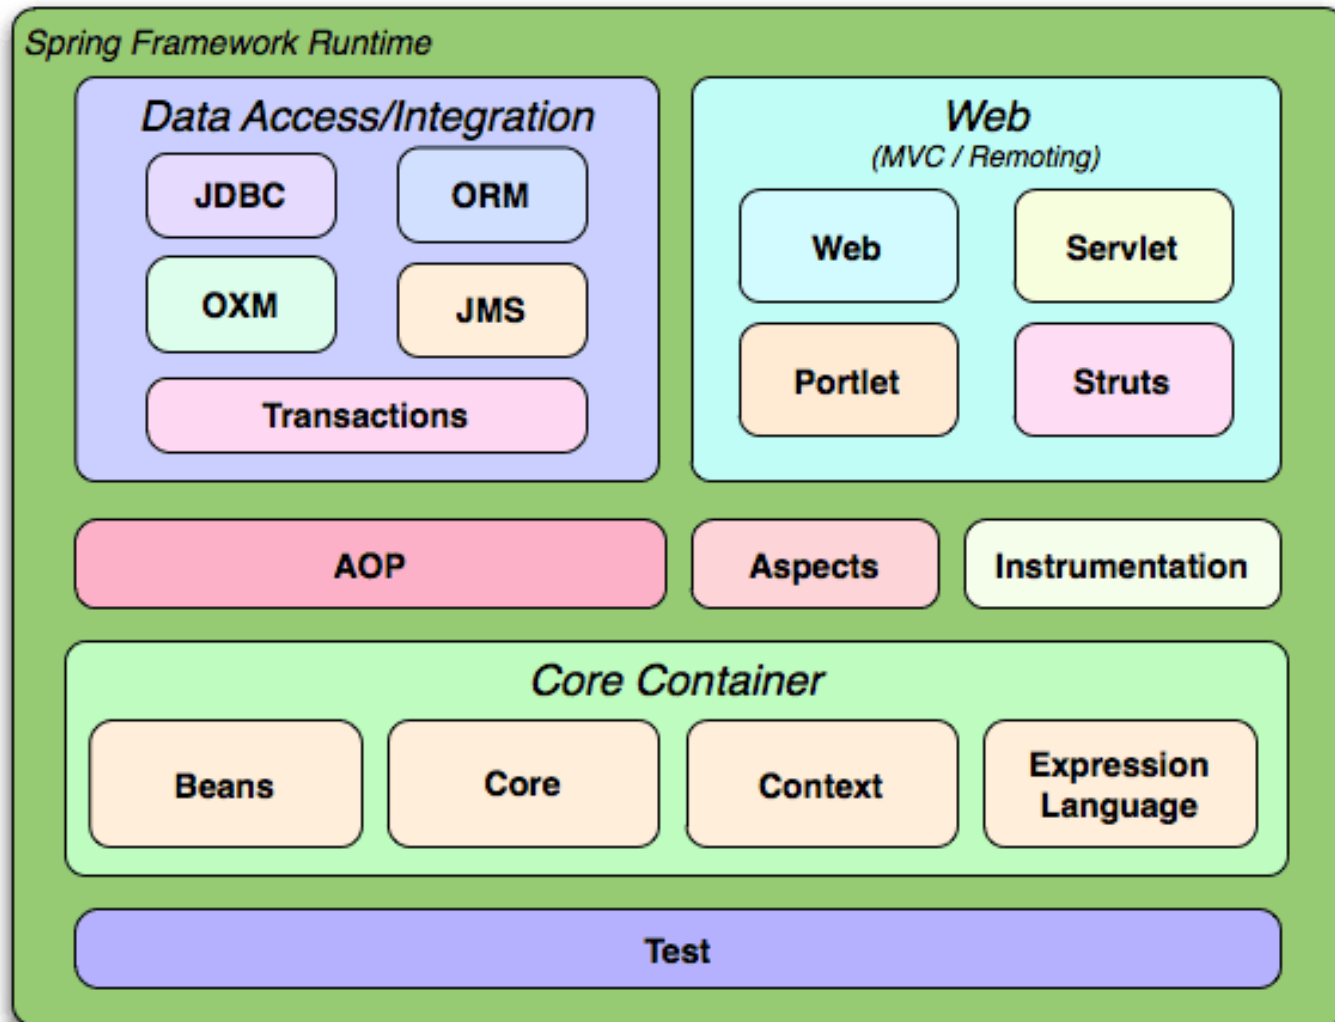 Spring Framework Runtime
Data Access/Integration
JDBC
ORM
OXM
JMS
Transactions
Web
(MVC / Remoting)
Web
Servlet
Portlet
Struts
AOP
Aspects
Instrumentation
Core Container
Beans
Core
Context
Expression
Language
Test